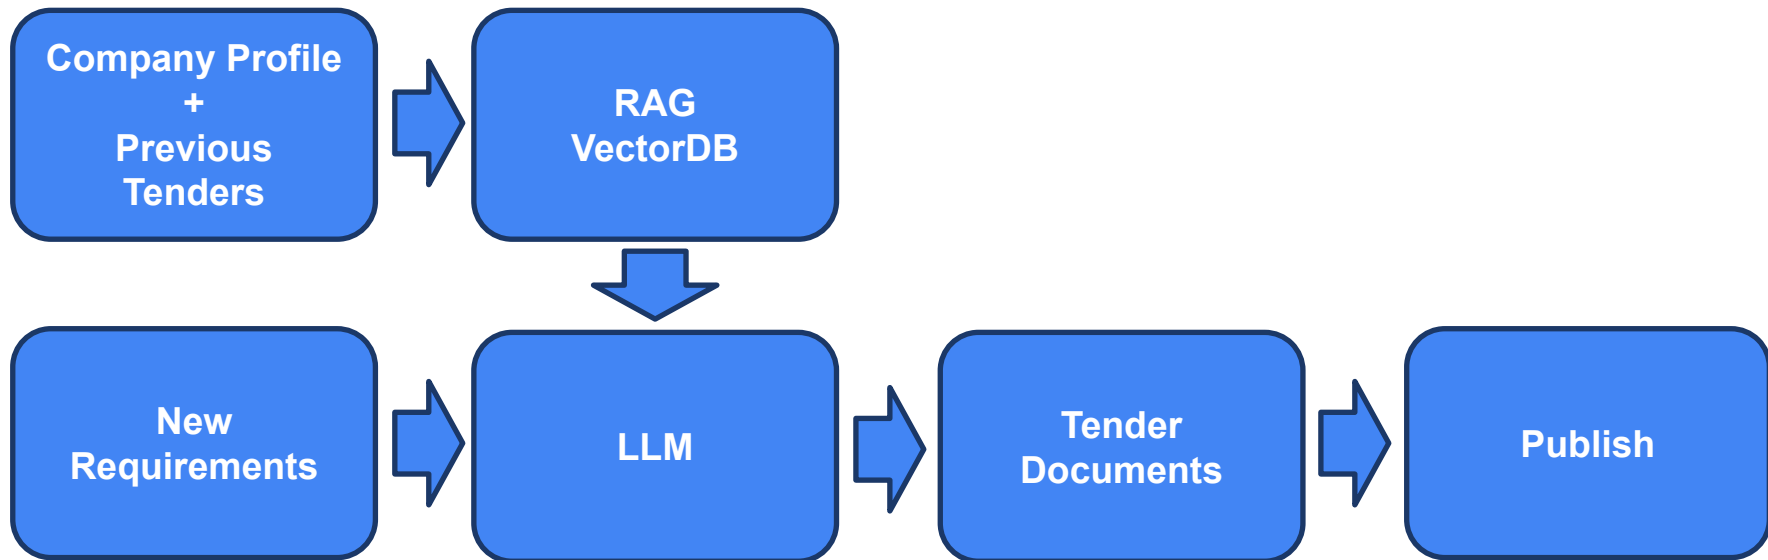 Company Profile
+
Previous
Tenders
RAG
VectorDB
New
Requirements
LLM
Tender
Documents
Publish